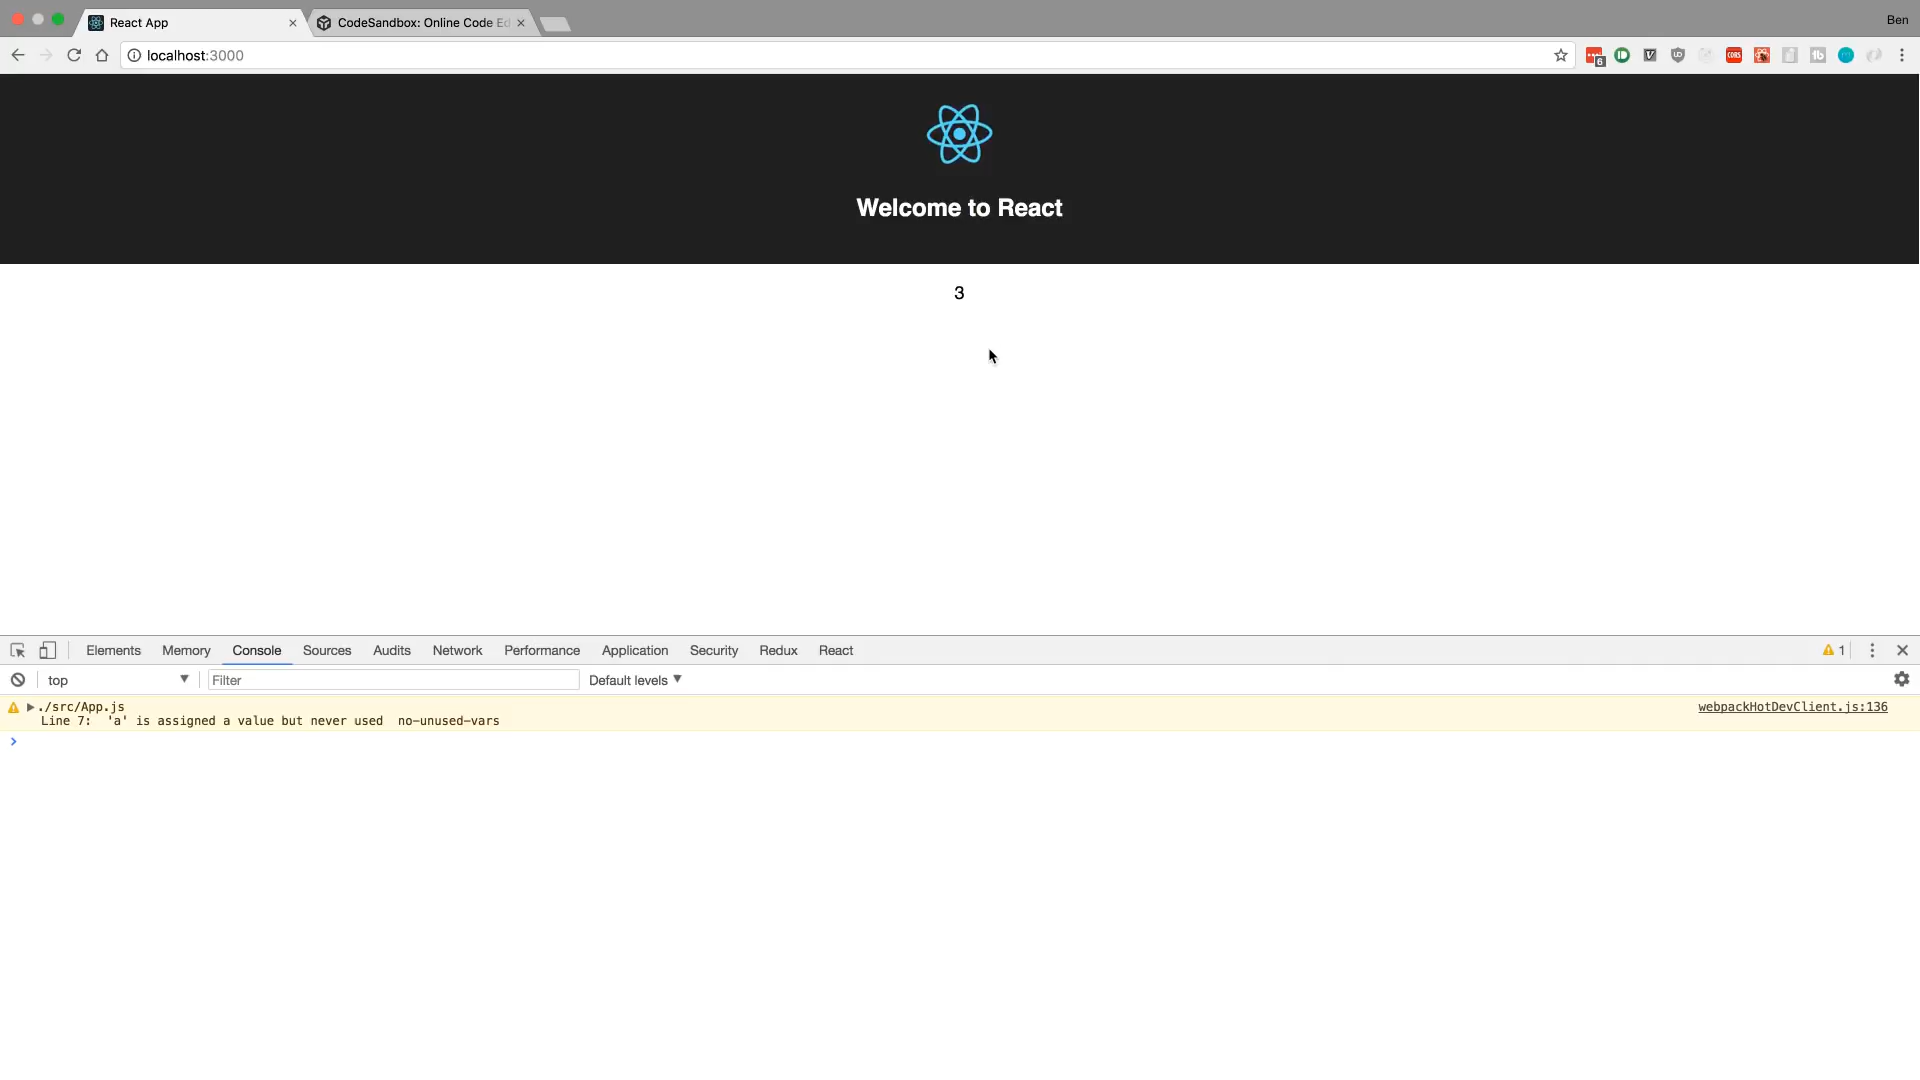 React App
CodeSandbox: Online Code Ed
Ben
localhost:3000
6
CORS
Welcome to React
3
Elements Memory Console Sources Audits Network Performance Application Security Redux React
1
top
Filter
Default levels
./src/App.js
webpackHotDevClient.js:136
Line 7:  'a' is assigned a value but never used  no-unused-vars